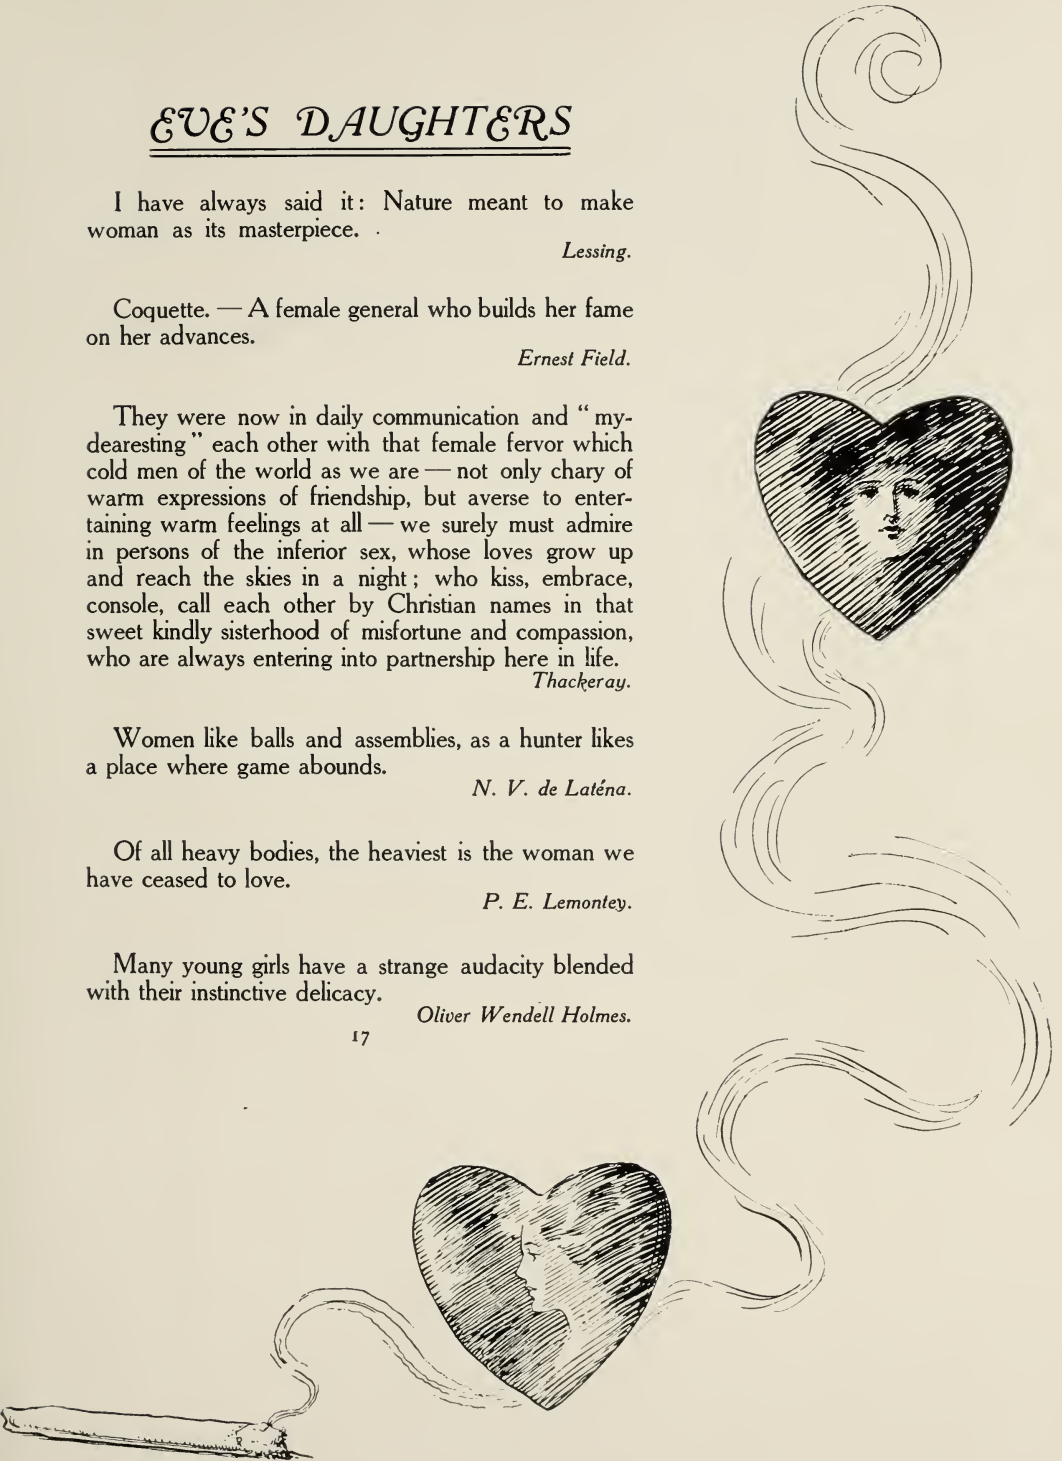 EVE'S DAUGHTERS
I have always said it: Nature meant to make
woman as its masterpiece.
Lessing.
Coquette. — A female general who builds her fame
on her advances.
Ernest Field.
They were now in daily communication and “ my-
dearesting ” each other with that female fervor which
cold men of the world as we are — not only chary of
warm expressions of friendship, but averse to enter-
taining warm feelings at all — we surely must admire
in persons of the inferior sex, whose loves grow up
and reach the skies in a night ; who kiss, embrace,
console, call each other by Christian names in that
sweet kindly sisterhood of misfortune and compassion,
who are always entering into partnership here in life.
Thackeray.
Women like balls and assemblies, as a hunter likes
a place where game abounds.
N. V. de Laténa.
Of all heavy bodies, the heaviest is the woman we
have ceased to love.
P. E. Lemontey.
Many young girls have a strange audacity blended
with their instinctive delicacy.
Oliver Wendell Holmes.
17